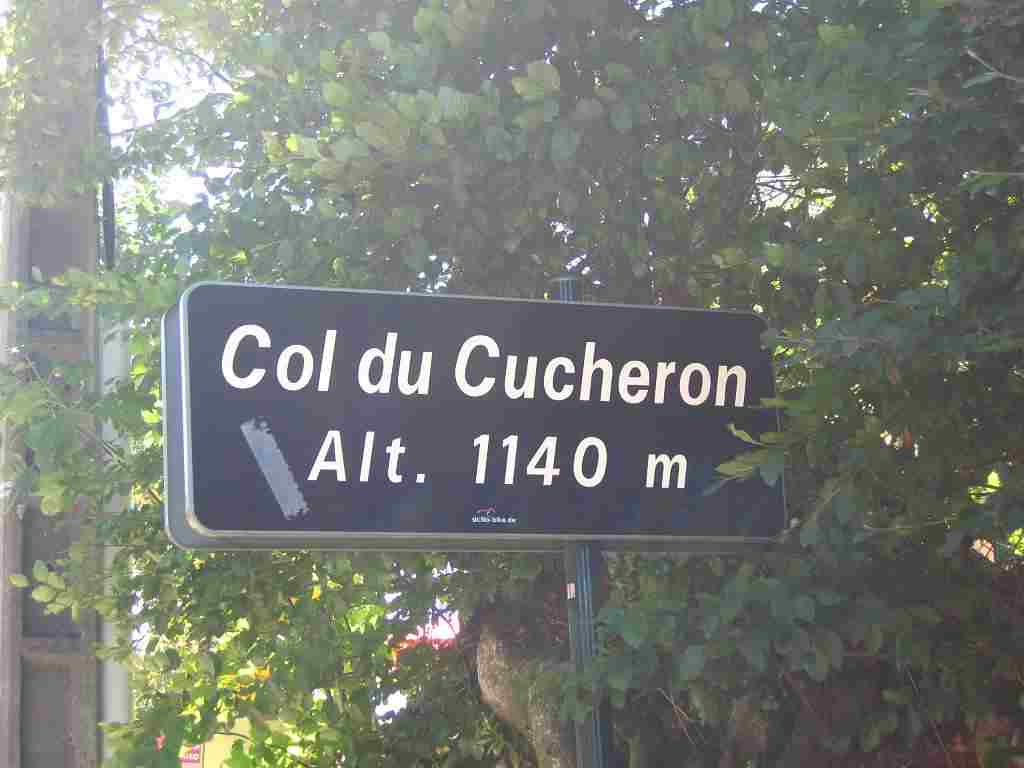 Col du Cucheron
Alt. 1140 m